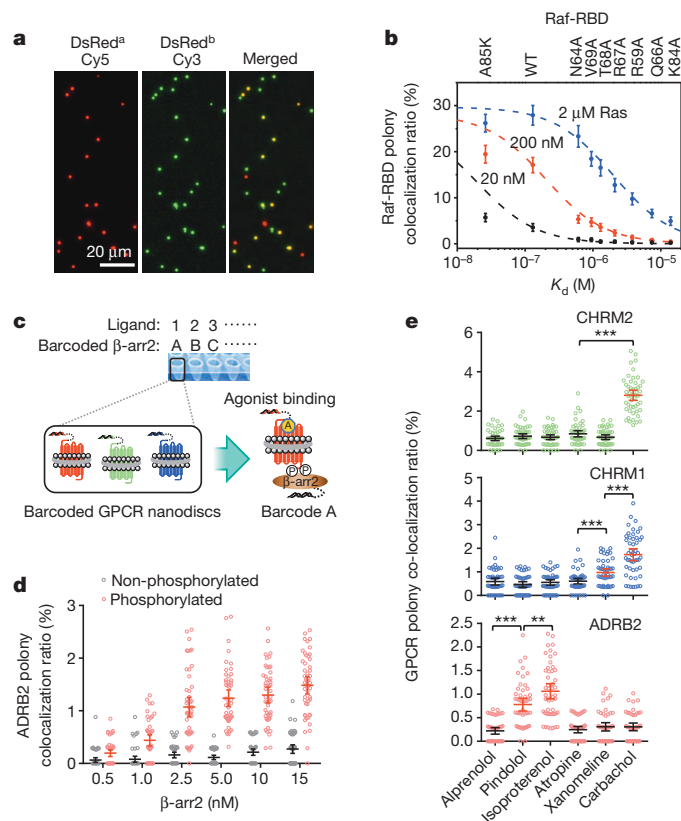 a
DsRedᵃ
Cy5
DsRedᵇ
Cy3
Merged
20 μm
b
Raf-RBD
A85K
WT
N64A
V69A
T68A
R67A
R59A
Q66A
K84A
Raf-RBD polony
colocalization ratio (%)
30
20
10
0
2 μM Ras
200 nM
20 nM
10⁻⁸
10⁻⁷
10⁻⁶
10⁻⁵
Kd (M)
c
Ligand: 1 2 3 ······
Barcoded β-arr2: A B C ······
Agonist binding
A
P P
β-arr2
Barcoded GPCR nanodiscs
Barcode A
d
Non-phosphorylated
Phosphorylated
ADRB2 polony
colocalization ratio (%)
3
2
1
0
0.5 1.0 2.5 5.0 10 15
β-arr2 (nM)
e
GPCR polony co-localization ratio (%)
CHRM2
***
6
4
2
0
CHRM1
***
***
5
4
3
2
1
0
ADRB2
***
**
2.5
2.0
1.5
1.0
0.5
0.0
Alprenolol
Pindolol
Isoproterenol
Atropine
Xanomeline
Carbachol